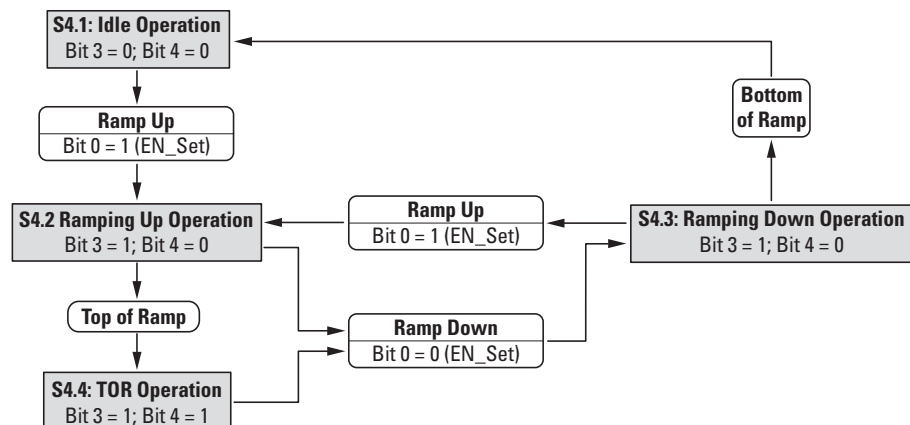 S4.1: Idle Operation
Bit 3 = 0; Bit 4 = 0
Bottom
of Ramp
Ramp Up
Bit 0 = 1 (EN_Set)
S4.2 Ramping Up Operation
Bit 3 = 1; Bit 4 = 0
Ramp Up
Bit 0 = 1 (EN_Set)
S4.3: Ramping Down Operation
Bit 3 = 1; Bit 4 = 0
Top of Ramp
Ramp Down
Bit 0 = 0 (EN_Set)
S4.4: TOR Operation
Bit 3 = 1; Bit 4 = 1